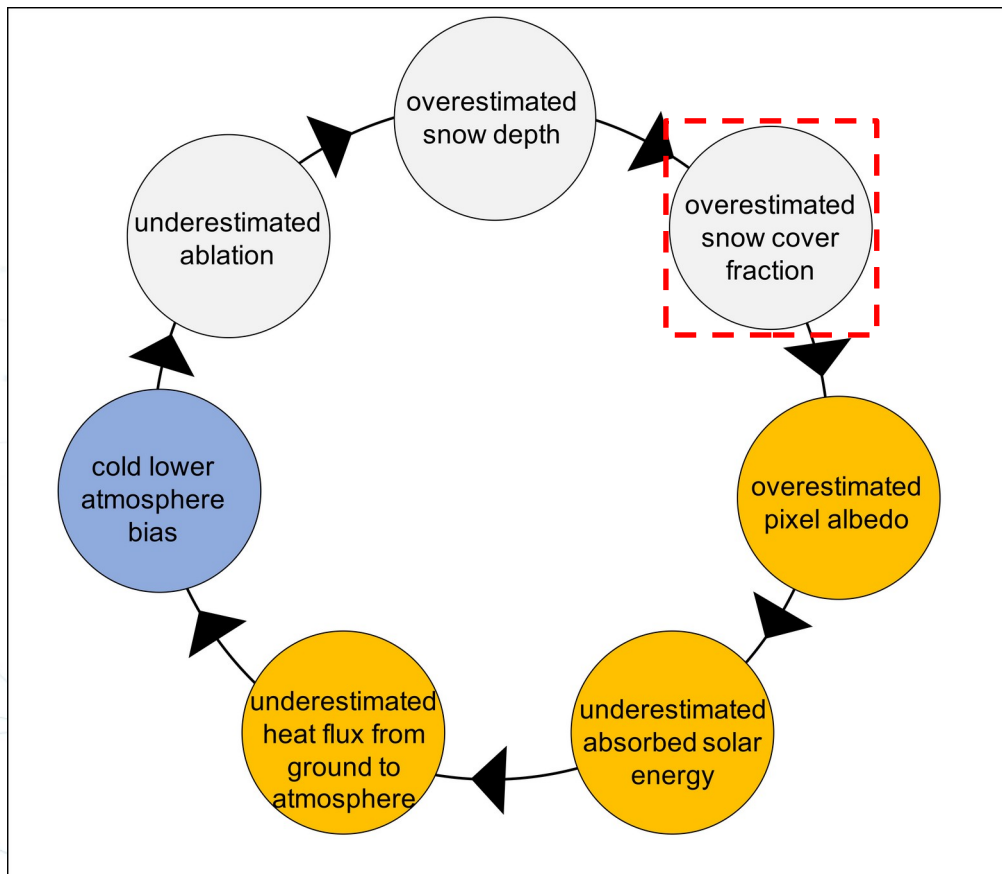 overestimated
snow depth
overestimated
snow cover
fraction
overestimated
pixel albedo
underestimated
absorbed solar
energy
underestimated
heat flux from
ground to
atmosphere
cold lower
atmosphere
bias
underestimated
ablation